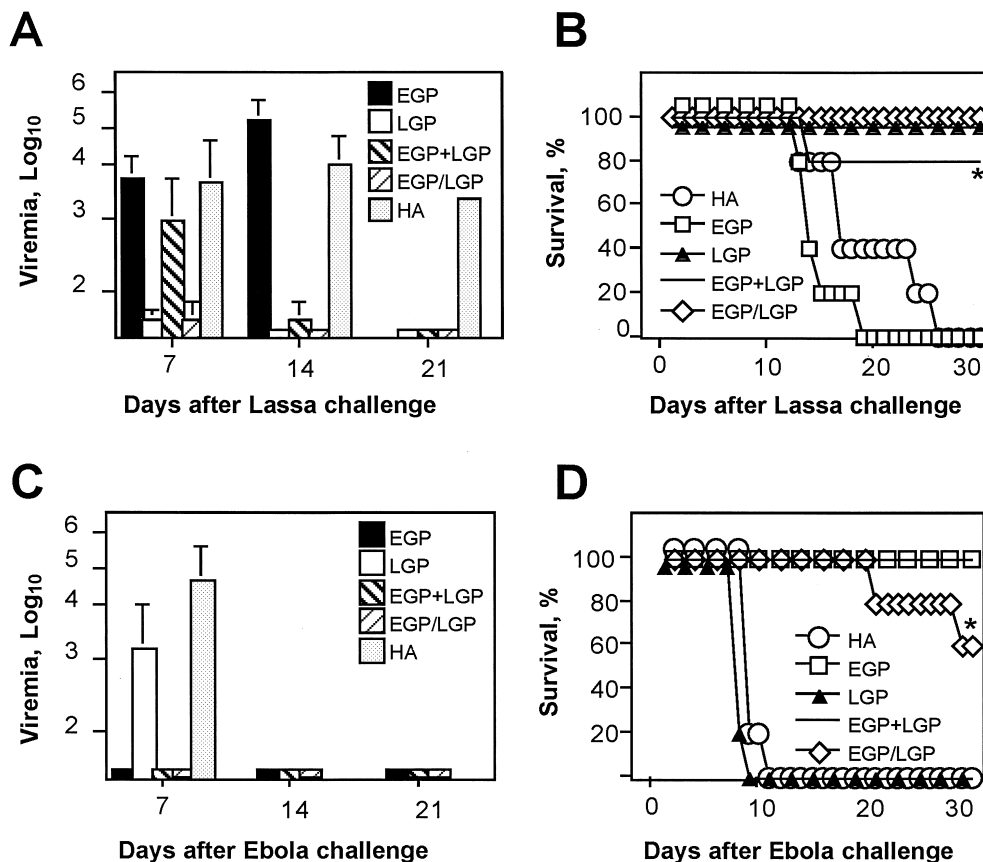 A
Viremia, Log10
6
5
4
3
2
EGP
LGP
EGP+LGP
EGP/LGP
HA
7 14 21
Days after Lassa challenge
B
Survival, %
100
80
60
40
20
0
HA
EGP
LGP
EGP+LGP
EGP/LGP
*
0 10 20 30
Days after Lassa challenge
C
Viremia, Log10
6
5
4
3
2
EGP
LGP
EGP+LGP
EGP/LGP
HA
7 14 21
Days after Ebola challenge
D
Survival, %
100
80
60
40
20
*
HA
EGP
LGP
EGP+LGP
EGP/LGP
0 10 20 30
Days after Ebola challenge